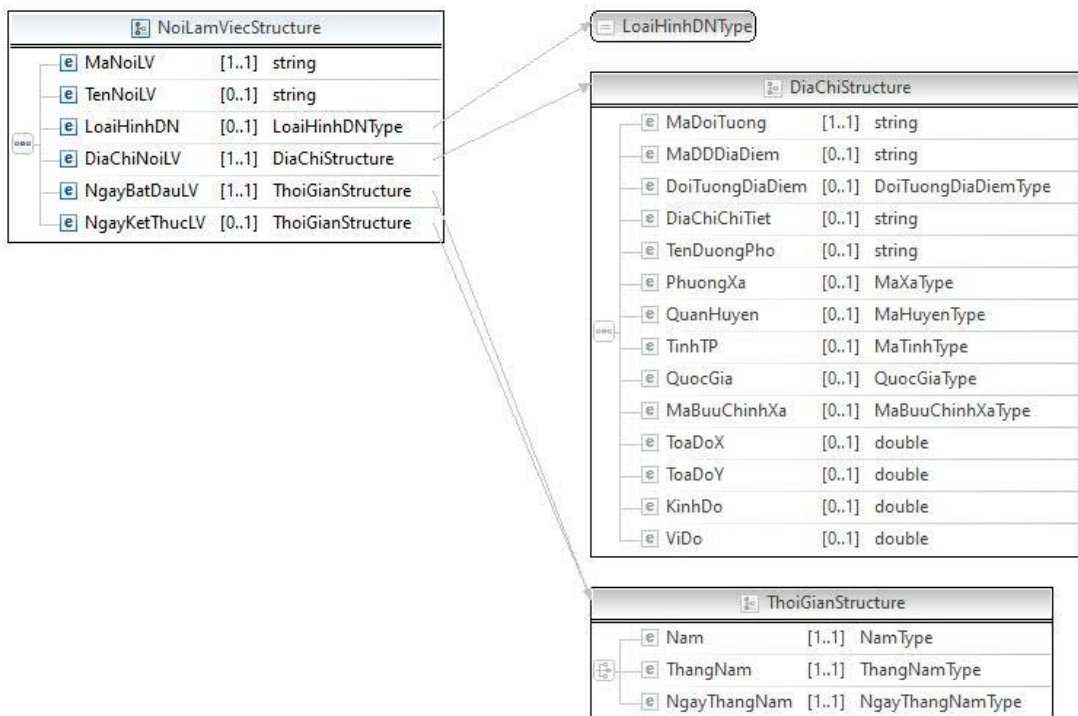 NoiLamViecStructure
e MaNoiLV [1..1] string
e TenNoiLV [0..1] string
e LoaiHinhDN [0..1] LoaiHinhDNType
e DiaChiNoiLV [1..1] DiaChiStructure
e NgayBatDauLV [1..1] ThoiGianStructure
e NgayKetThucLV [0..1] ThoiGianStructure
LoaiHinhDNType
DiaChiStructure
e MaDoiTuong [1..1] string
e MaDDDiaDiem [0..1] string
e DoiTuongDiaDiem [0..1] DoiTuongDiaDiemType
e DiaChiChiTiet [0..1] string
e TenDuongPho [0..1] string
e PhuongXa [0..1] MaXaType
e QuanHuyen [0..1] MaHuyenType
e TinhTP [0..1] MaTinhType
e QuocGia [0..1] QuocGiaType
e MaBuuChinhXa [0..1] MaBuuChinhXaType
e ToaDoX [0..1] double
e ToaDoY [0..1] double
e KinhDo [0..1] double
e ViDo [0..1] double
ThoiGianStructure
e Nam [1..1] NamType
e ThangNam [1..1] ThangNamType
e NgayThangNam [1..1] NgayThangNamType